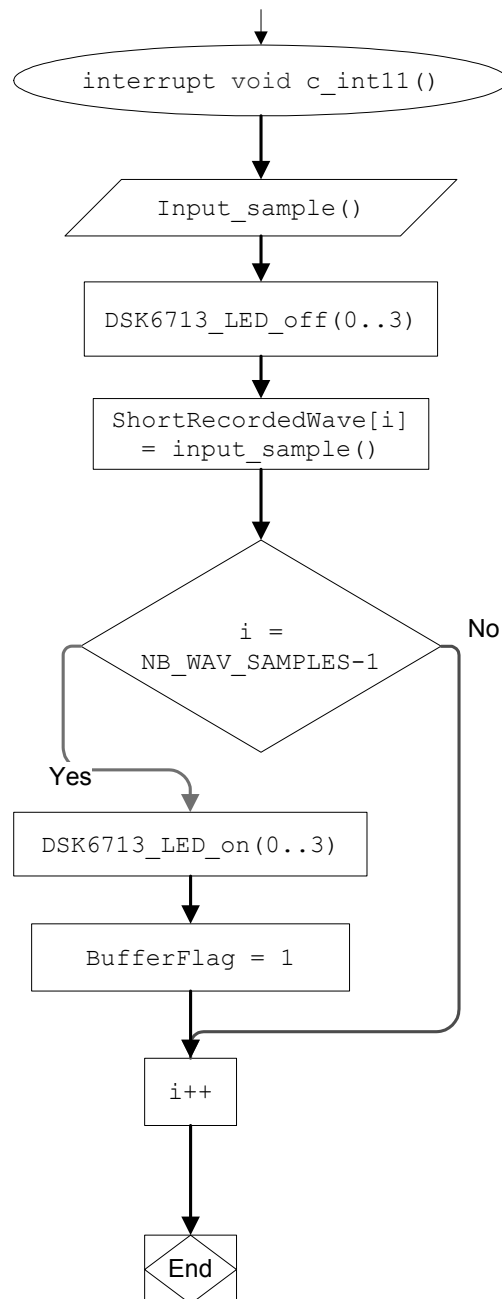 interrupt void c_int11()
Input_sample()
DSK6713_LED_off(0..3)
ShortRecordedWave[i]
= input_sample()
i =
NB_WAV_SAMPLES-1
No
Yes
DSK6713_LED_on(0..3)
BufferFlag = 1
i++
End